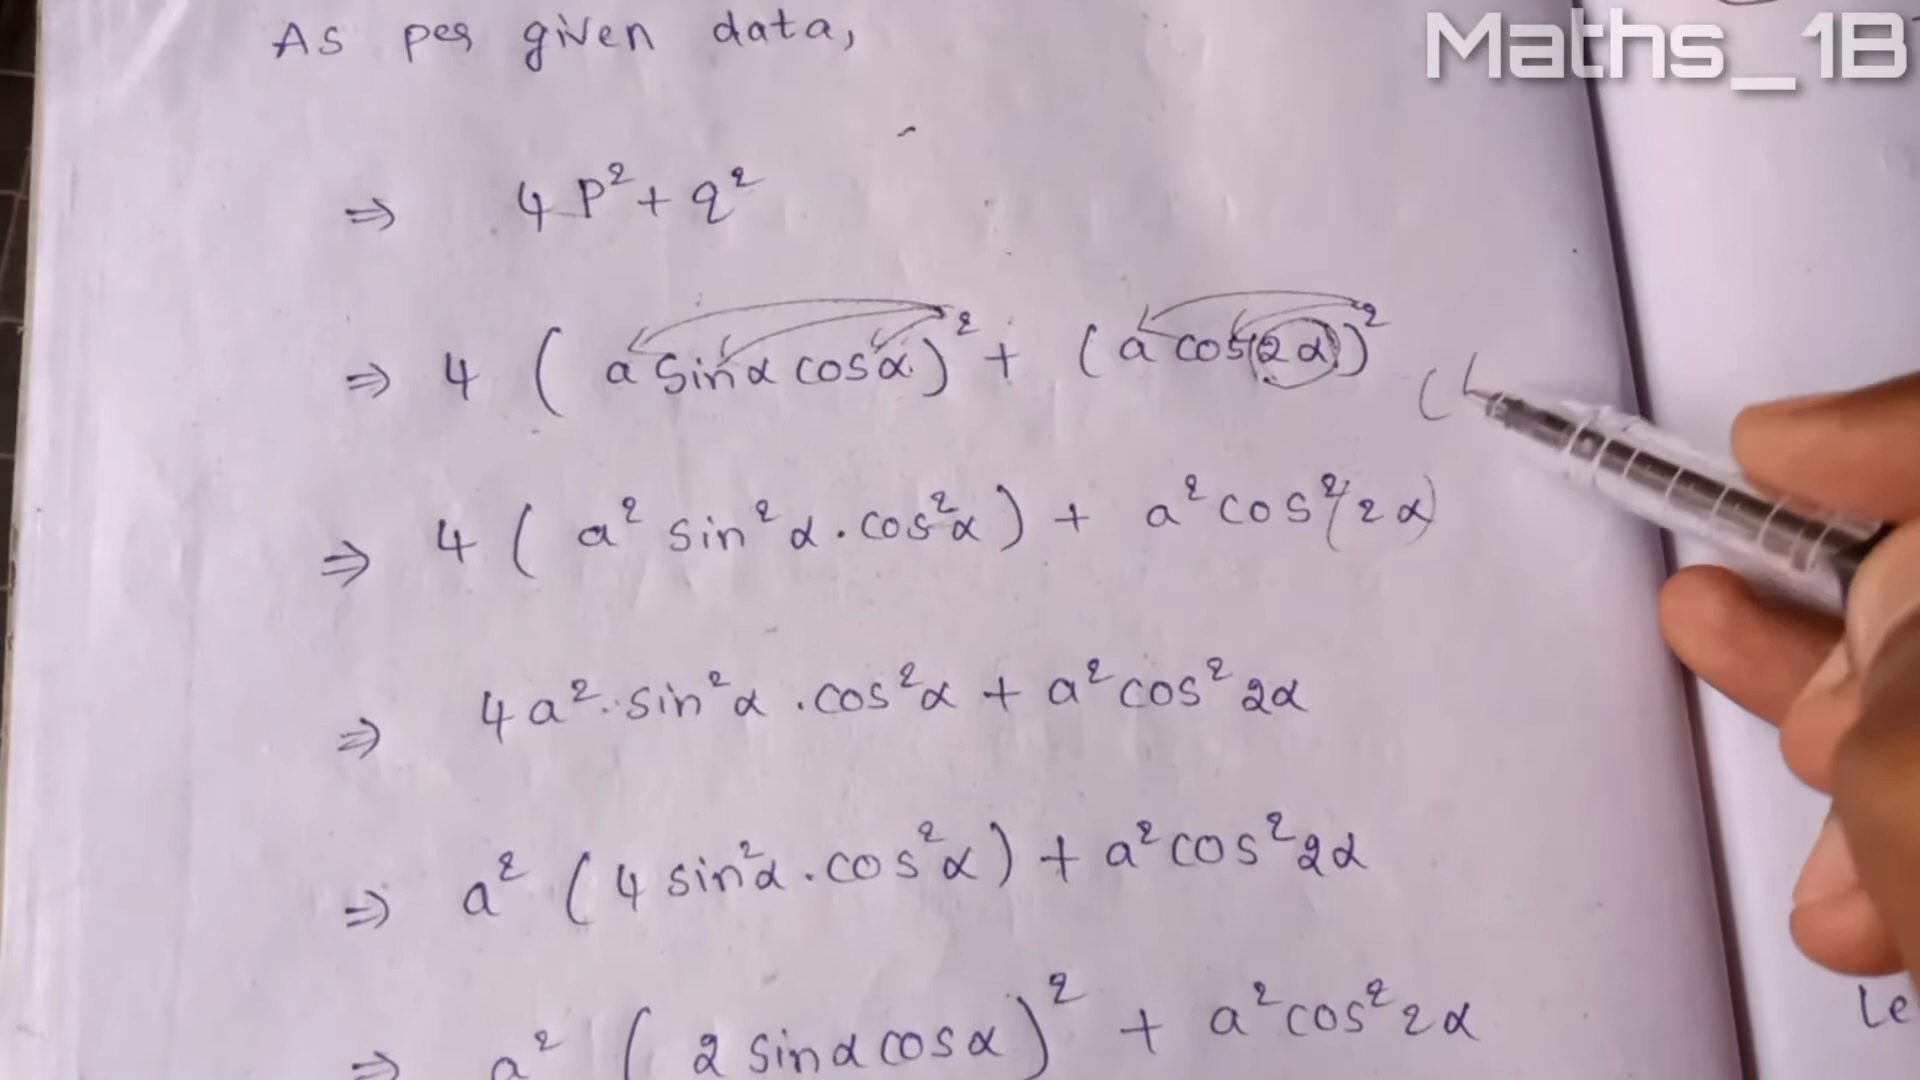 Maths_1B
As per given data,
⇒ 4P² + q²
⇒ 4 ( a sinα cosα )² + ( a cos(2α) )² (
⇒ 4 ( a² sin²α . cos²α ) + a² cos²(2α)
⇒ 4a². sin²α . cos²α + a² cos² 2α
⇒ a² ( 4 sin²α . cos²α ) + a² cos² 2α
⇒ a² ( 2 sinα cosα )² + a² cos² 2α
le